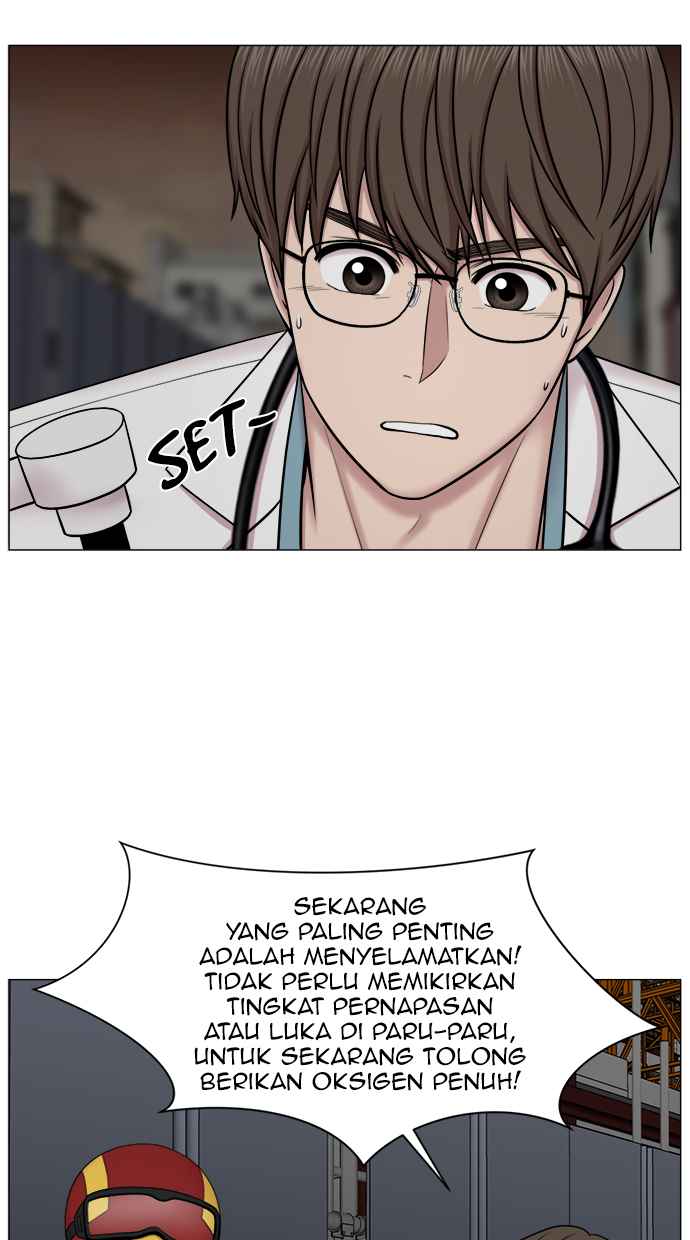 SET-
SEKARANG
YANG PALING PENTING
ADALAH MENYELAMATKAN!
TIDAK PERLU MEMIKIRKAN
TINGKAT PERNAPASAN
ATAU LUKA DI PARU-PARU,
UNTUK SEKARANG TOLONG
BERIKAN OKSIGEN PENUH!